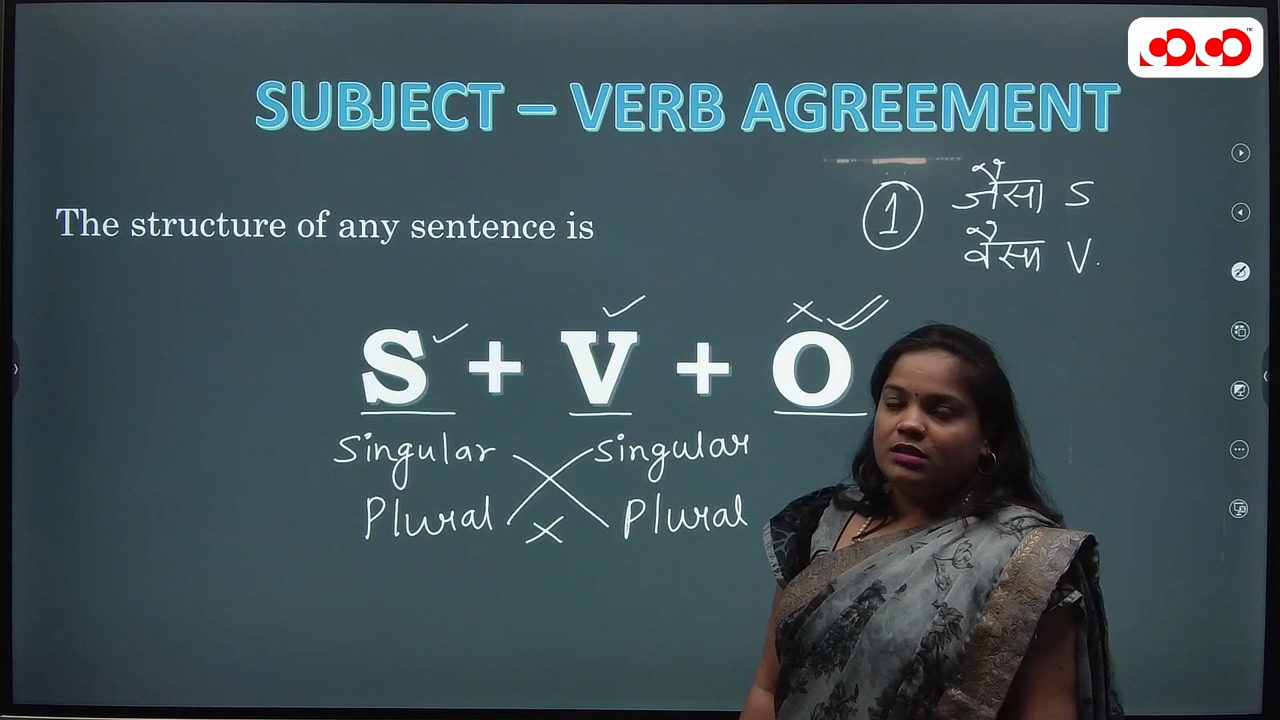 SUBJECT – VERB AGREEMENT
The structure of any sentence is
① जैसा S
वैसा V.
S + V + O
Singular Singular
Plural × Plural